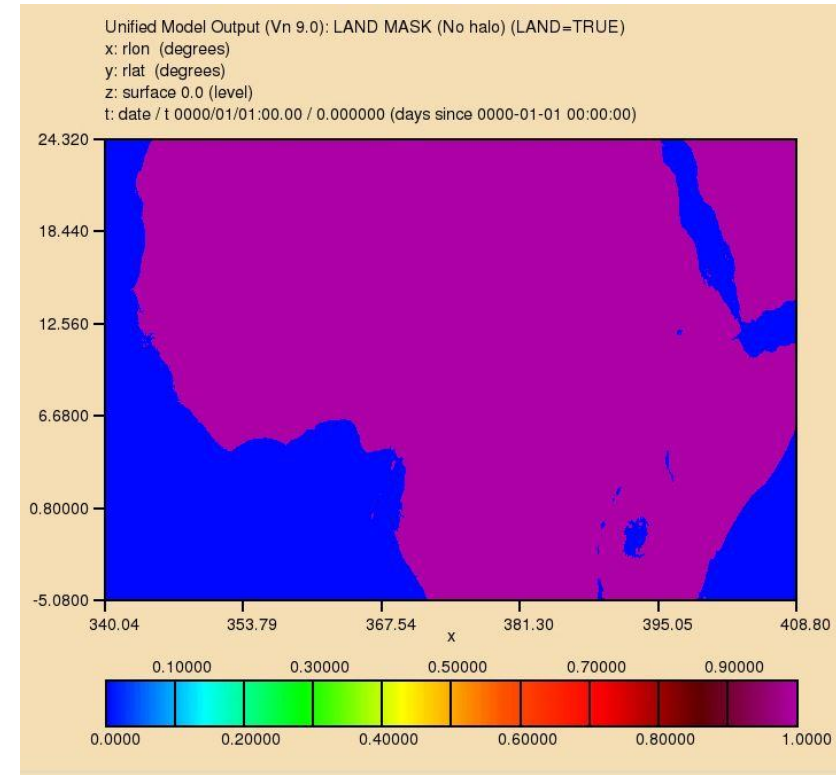 Unified Model Output (Vn 9.0): LAND MASK (No halo) (LAND=TRUE)
x: rlon (degrees)
y: rlat (degrees)
z: surface 0.0 (level)
t: date / t 0000/01/01:00.00 / 0.000000 (days since 0000-01-01 00:00:00)
24.320
18.440
12.560
6.6800
0.80000
-5.0800
340.04 353.79 367.54 381.30 395.05 408.80
x
0.10000 0.30000 0.50000 0.70000 0.90000
0.0000 0.20000 0.40000 0.60000 0.80000 1.0000